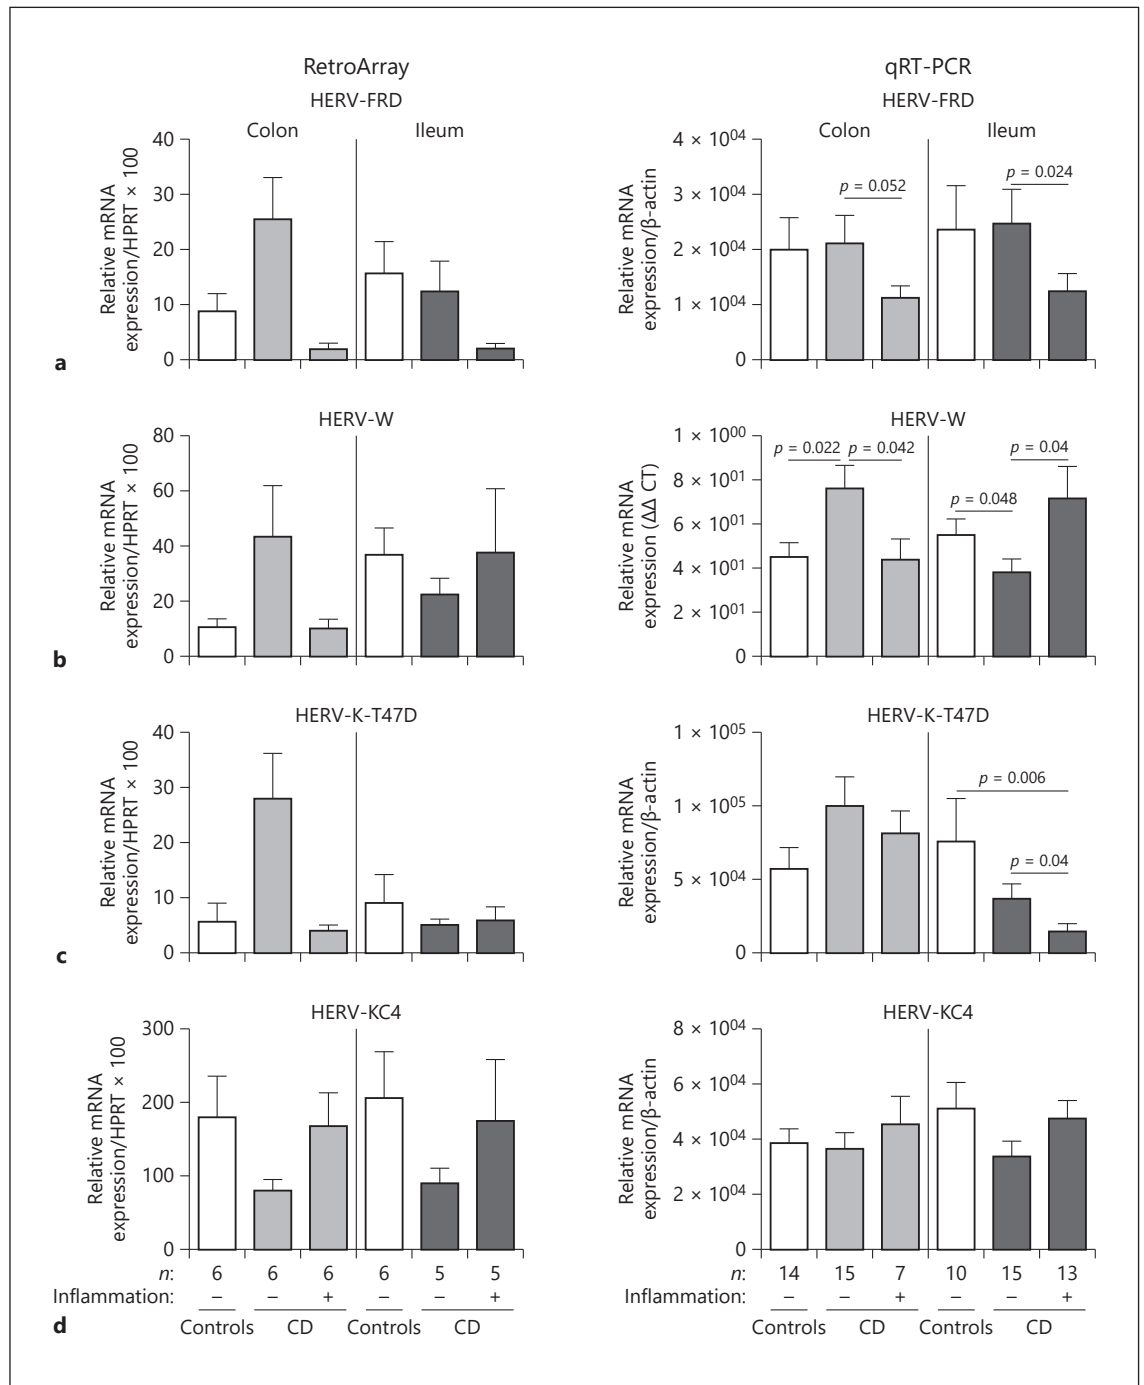 RetroArray
HERV-FRD
Colon Ileum
Relative mRNA
expression/HPRT × 100
40
30
20
10
0
a
qRT-PCR
HERV-FRD
Colon Ileum
Relative mRNA
expression/β-actin
4 × 10⁰⁴
3 × 10⁰⁴
2 × 10⁰⁴
1 × 10⁰⁴
0
p = 0.052
p = 0.024
HERV-W
Relative mRNA
expression/HPRT × 100
80
60
40
20
0
b
HERV-W
Relative mRNA
expression (ΔΔ CT)
1 × 10⁰⁰
8 × 10⁰¹
6 × 10⁰¹
4 × 10⁰¹
2 × 10⁰¹
0
p = 0.022 p = 0.042
p = 0.04
p = 0.048
HERV-K-T47D
Relative mRNA
expression/HPRT × 100
40
30
20
10
0
c
HERV-K-T47D
Relative mRNA
expression/β-actin
1 × 10⁰⁵
1 × 10⁰⁵
5 × 10⁰⁴
0
p = 0.006
p = 0.04
HERV-KC4
Relative mRNA
expression/HPRT × 100
300
200
100
0
n: 6 6 6 6 5 5
Inflammation: – – + – – +
Controls CD Controls CD
d
HERV-KC4
Relative mRNA
expression/β-actin
8 × 10⁰⁴
6 × 10⁰⁴
4 × 10⁰⁴
2 × 10⁰⁴
0
n: 14 15 7 10 15 13
Inflammation: – – + – – +
Controls CD Controls CD